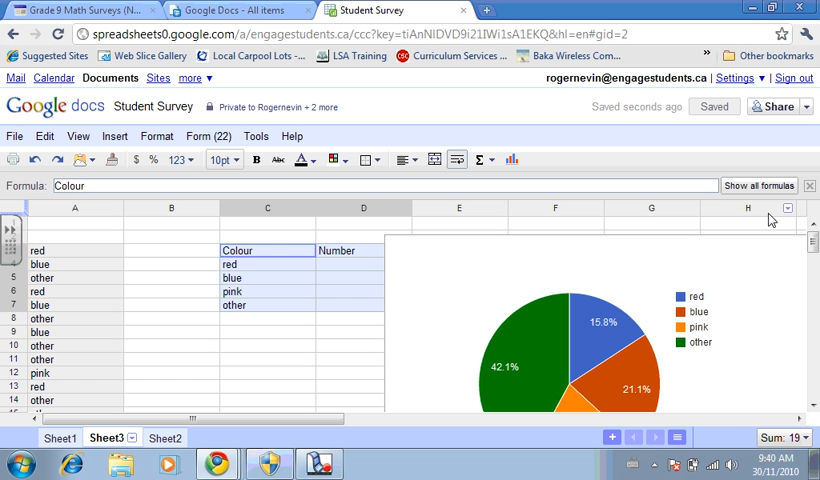 Grade 9 Math Surveys (N...
Google Docs - All items
Student Survey
spreadsheets0.google.com/a/engagestudents.ca/ccc?key=tiAnNlDVD9i21IWi1sA1EKQ&hl=en#gid=2
Suggested Sites
Web Slice Gallery
Local Carpool Lots - ...
LSA Training
Curriculum Services ...
Baka Wireless Com...
»
Other bookmarks
Mail Calendar Documents Sites more ▼
rogernevin@engagestudents.ca | Settings ▼ | Sign out
Google docs Student Survey Private to Rogernevin + 2 more Saved seconds ago Saved Share
File Edit View Insert Format Form (22) Tools Help
$ % 123 10pt B Abc A Σ
Formula: Colour Show all formulas
A B C D E F G H
red Colour Number
4 blue red
5 other blue
6 red pink
7 blue other
8 other
9 blue
10 other
11 other
12 pink
13 red
14 other
red
blue
pink
other
15.8%
42.1%
21.1%
Sheet1 Sheet3 Sheet2
Sum: 19
9:40 AM
30/11/2010